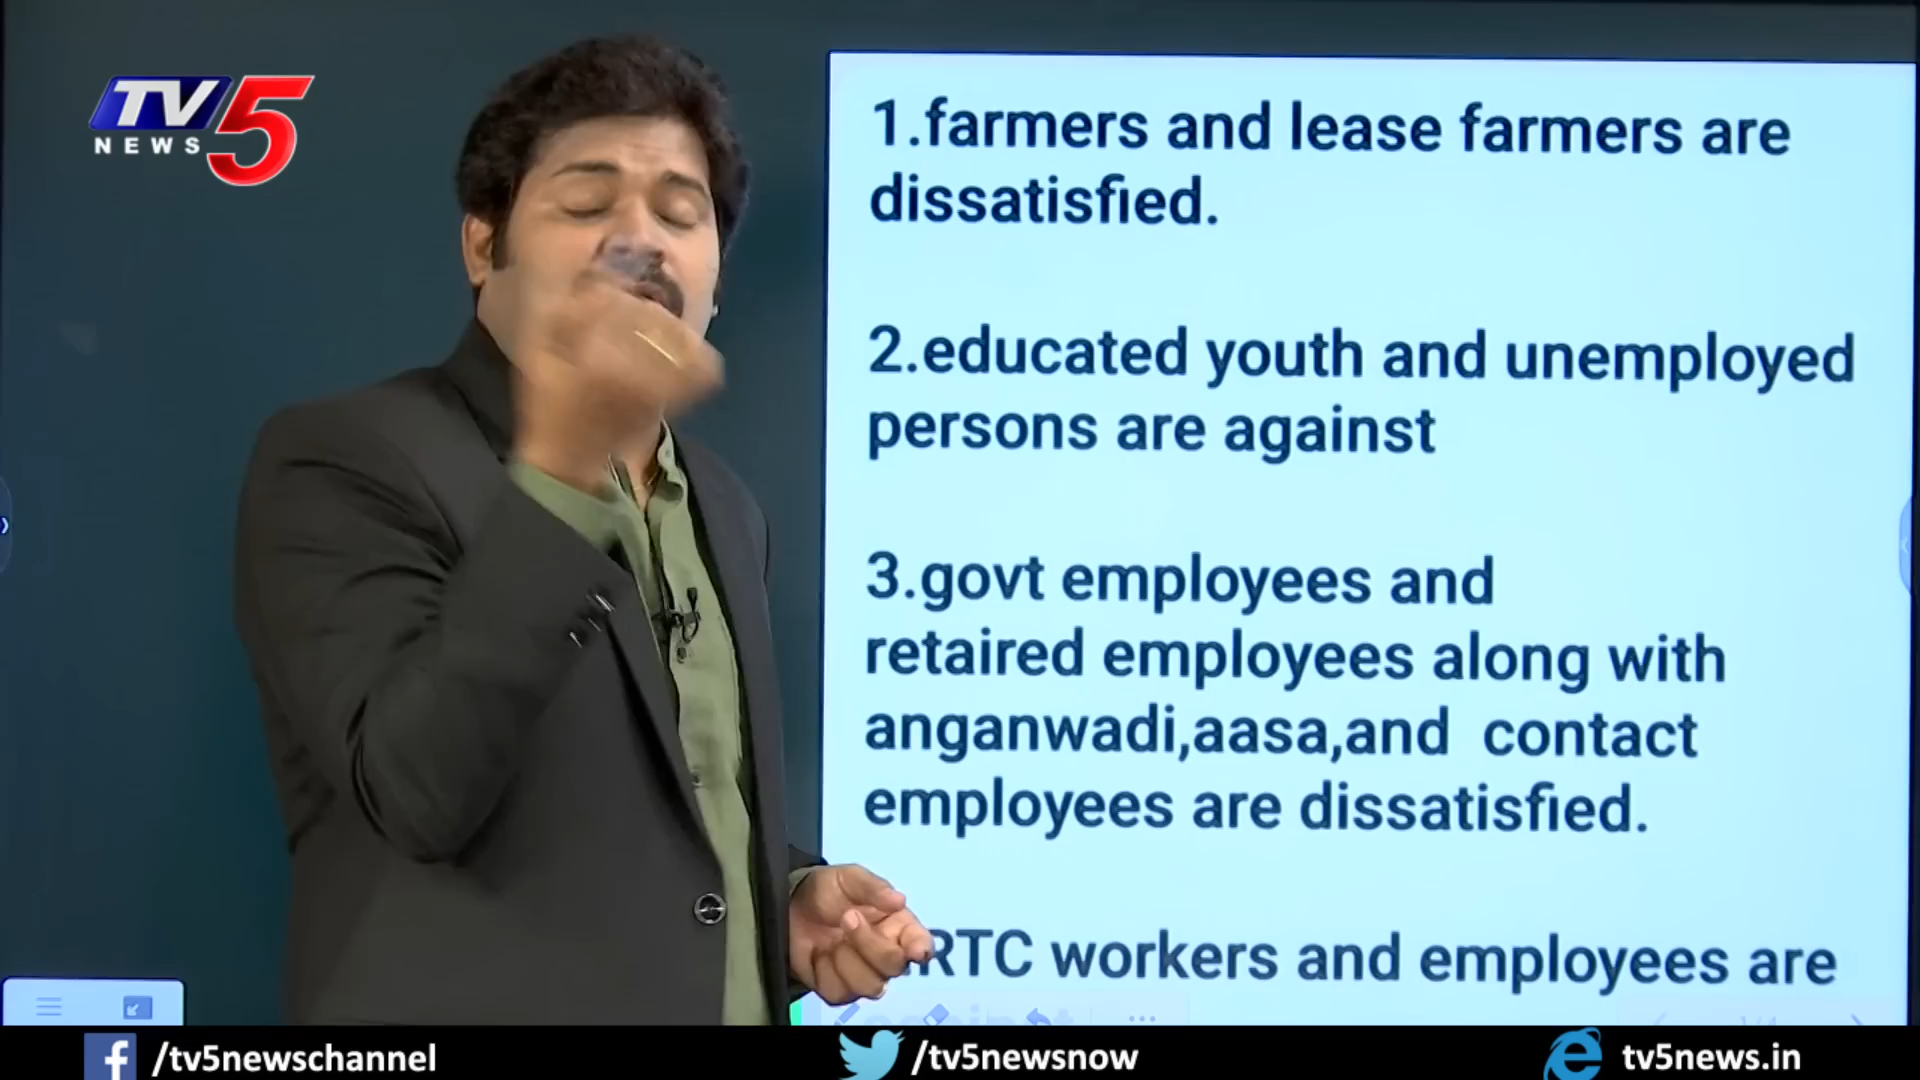 TV5
NEWS
1.farmers and lease farmers are
dissatisfied.
2.educated youth and unemployed
persons are against
3.govt employees and
retaired employees along with
anganwadi,aasa,and contact
employees are dissatisfied.
RTC workers and employees are
/tv5newschannel
/tv5newsnow
tv5news.in